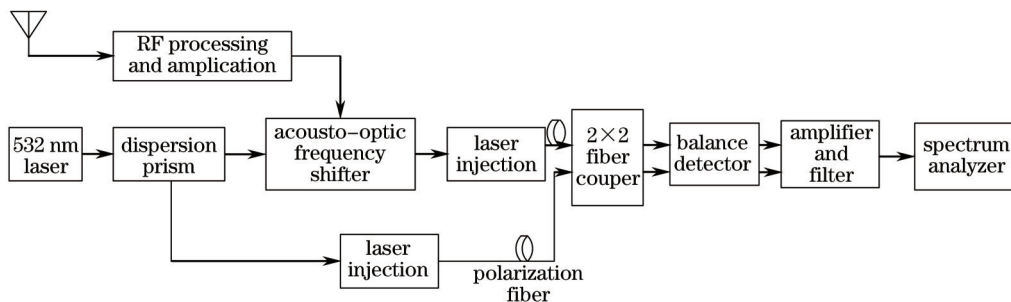 RF processing
and amplication
532 nm
laser
dispersion
prism
acousto-optic
frequency
shifter
laser
injection
2×2
fiber
couper
balance
detector
amplifier
and
filter
spectrum
analyzer
laser
injection
polarization
fiber